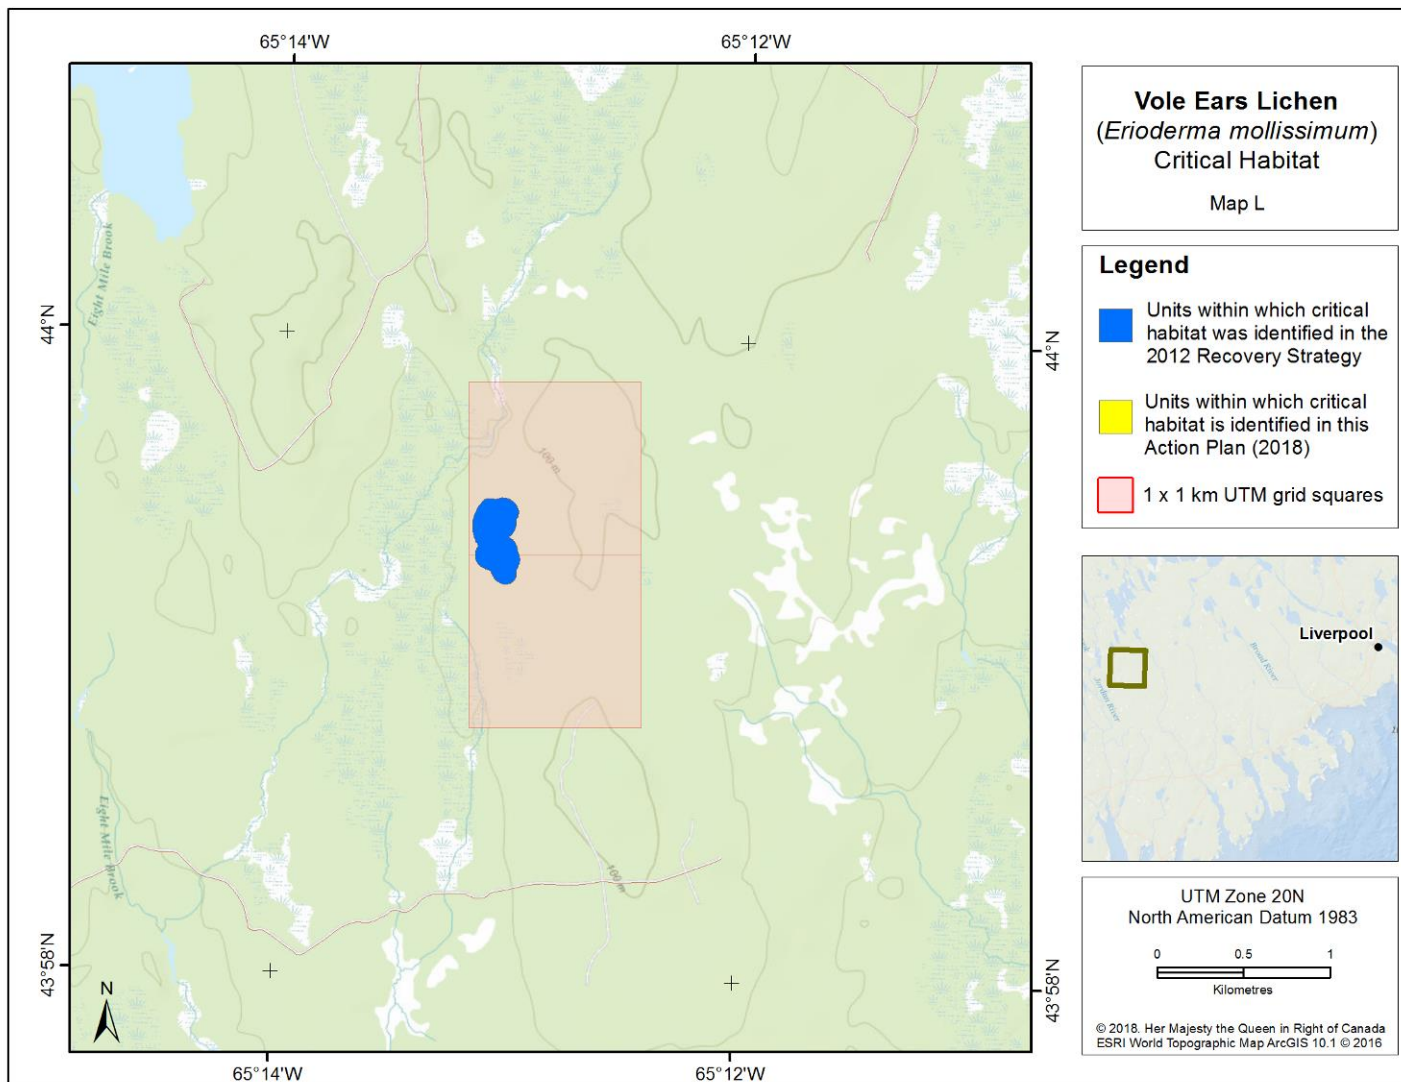 65°14'W
65°12'W
Vole Ears Lichen
(Erioderma mollissimum)
Critical Habitat
Map L
Legend
Units within which critical
habitat was identified in the
2012 Recovery Strategy
Units within which critical
habitat is identified in this
Action Plan (2018)
1 x 1 km UTM grid squares
Eight Mile Brook
44°N
44°N
100 m
Liverpool
Broad River
Jordan River
Eight Mile Brook
100 m
43°58'N
43°58'N
N
UTM Zone 20N
North American Datum 1983
0 0.5 1
Kilometres
© 2018. Her Majesty the Queen in Right of Canada
ESRI World Topographic Map ArcGIS 10.1 © 2016
65°14'W
65°12'W